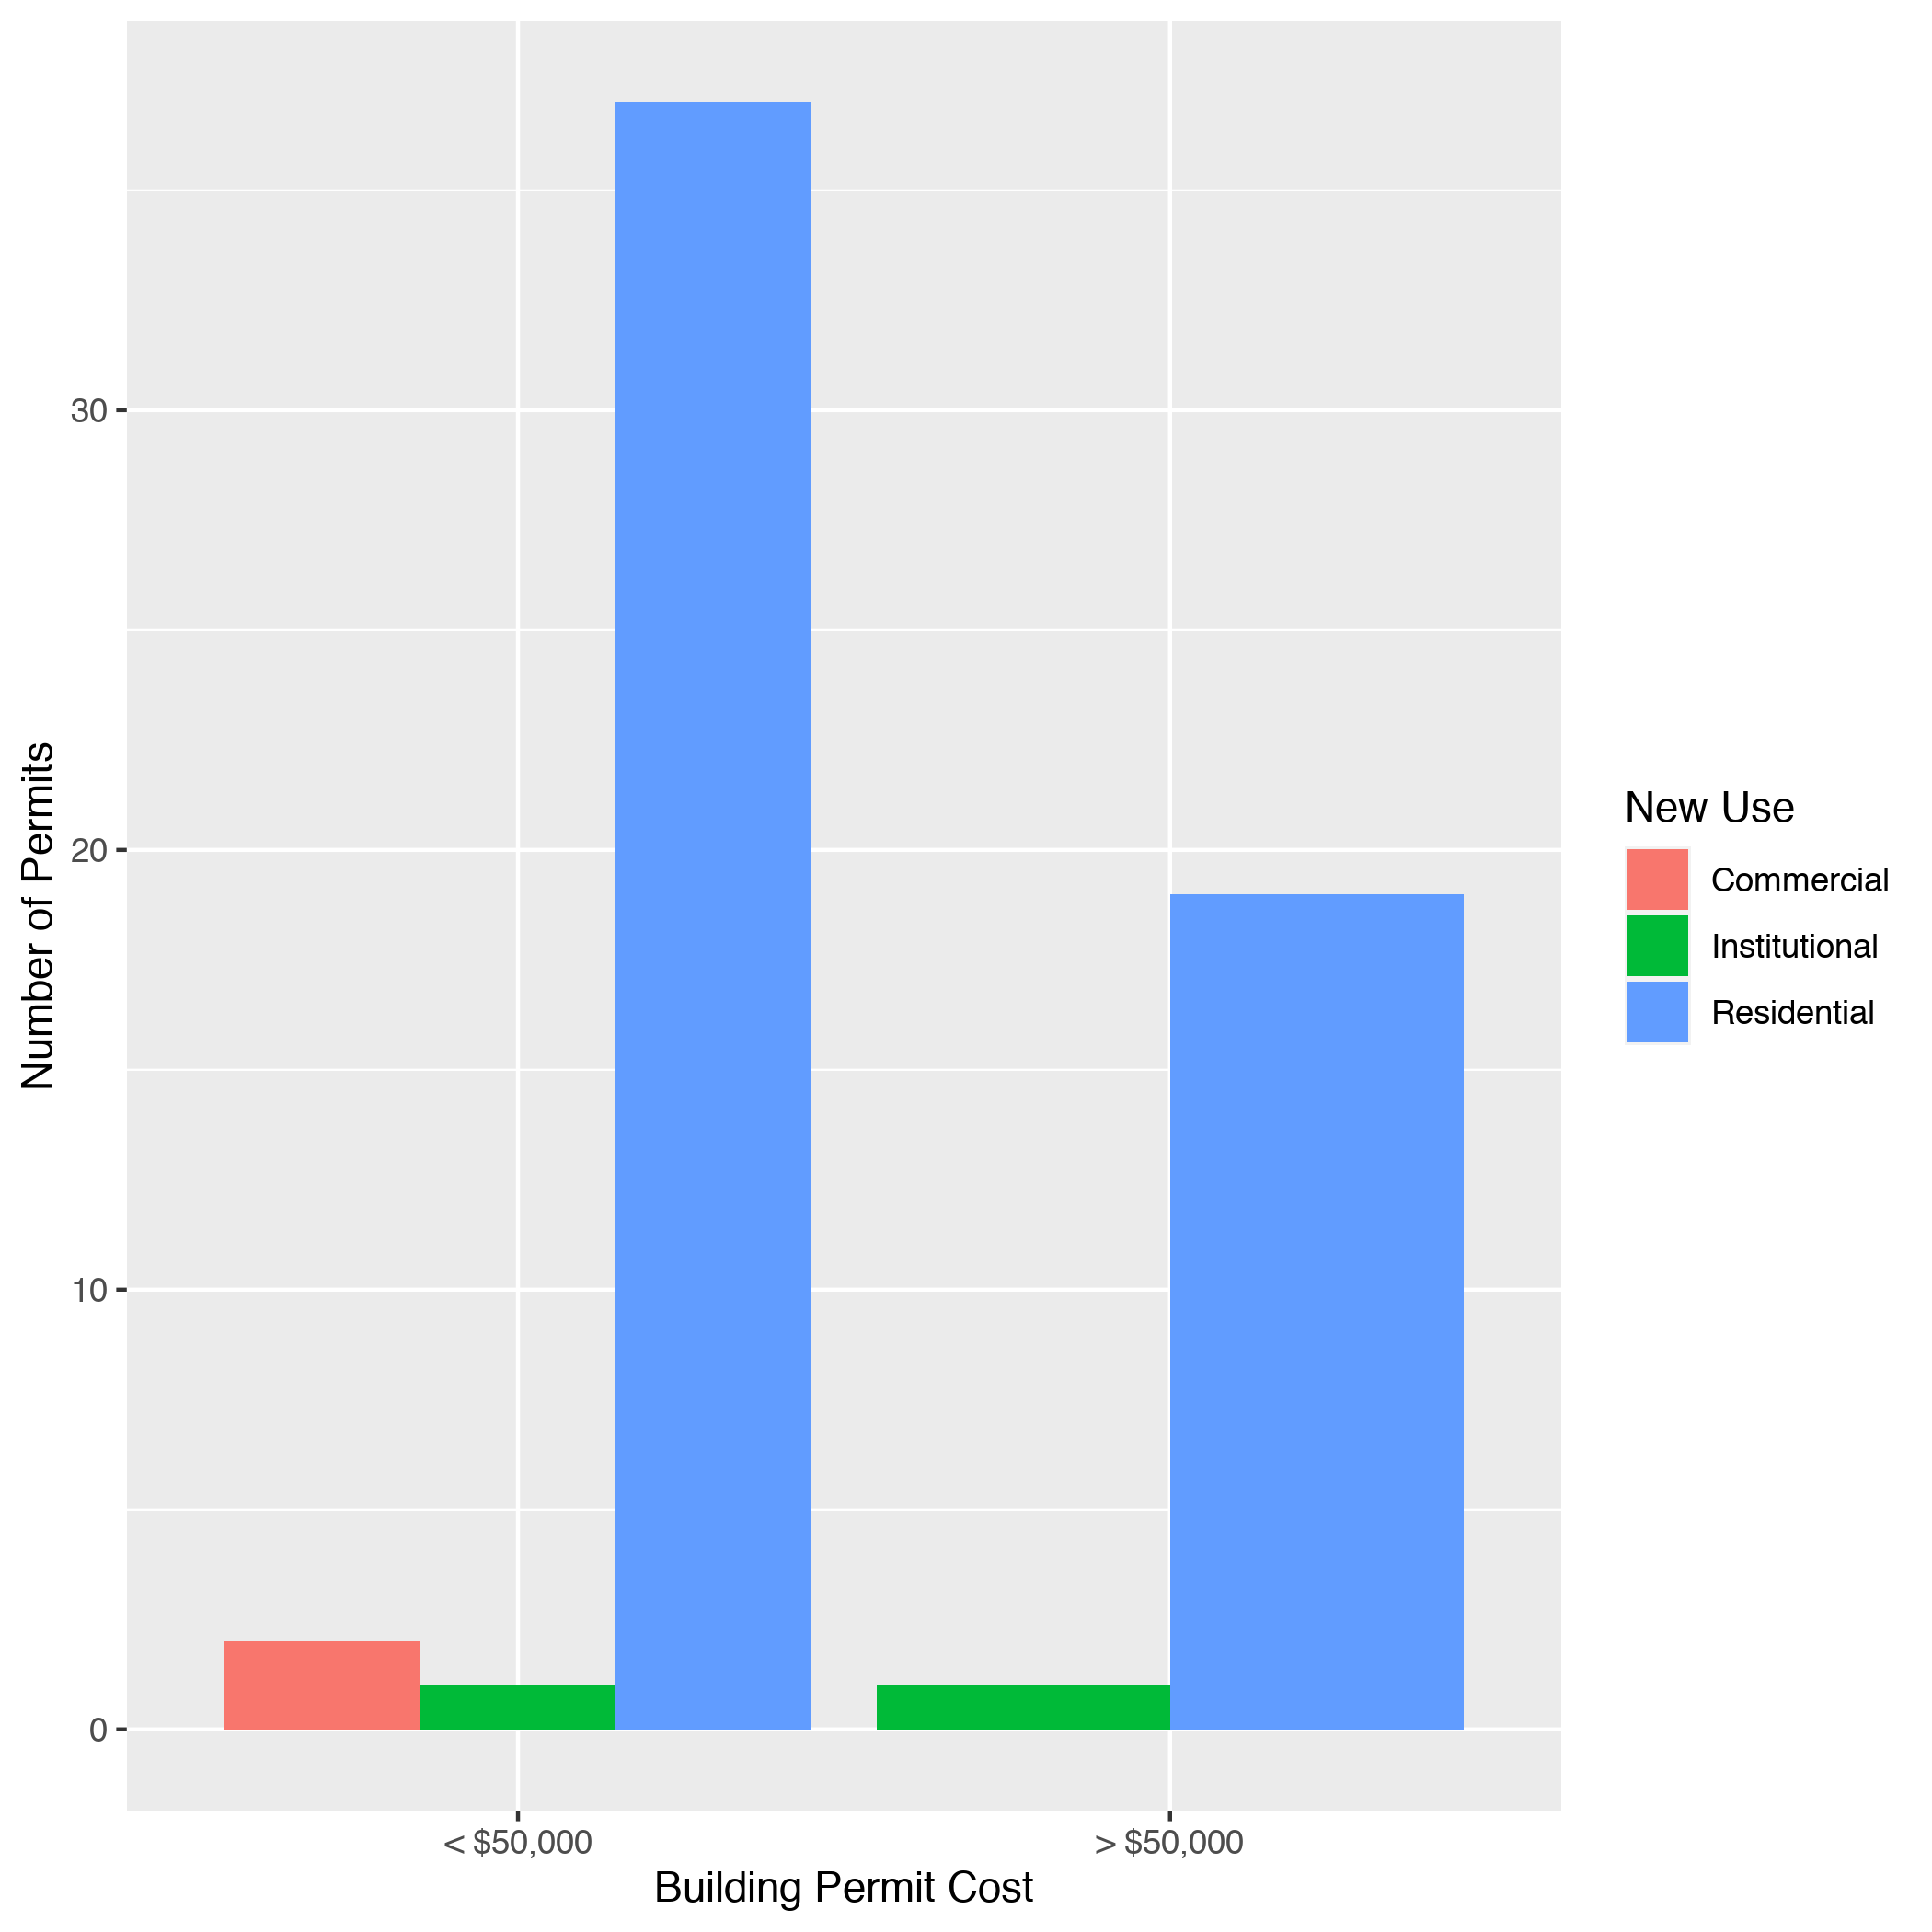 Number of Permits
30
20
10
0
< $50,000
> $50,000
Building Permit Cost
New Use
Commercial
Institutional
Residential